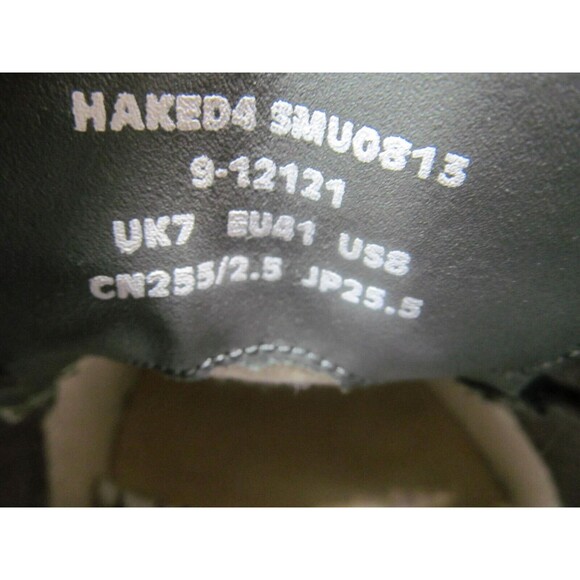 HAKED4 SMU0813
9-12121
UK7 EU41 US8
CN255/2.5 JP25.5